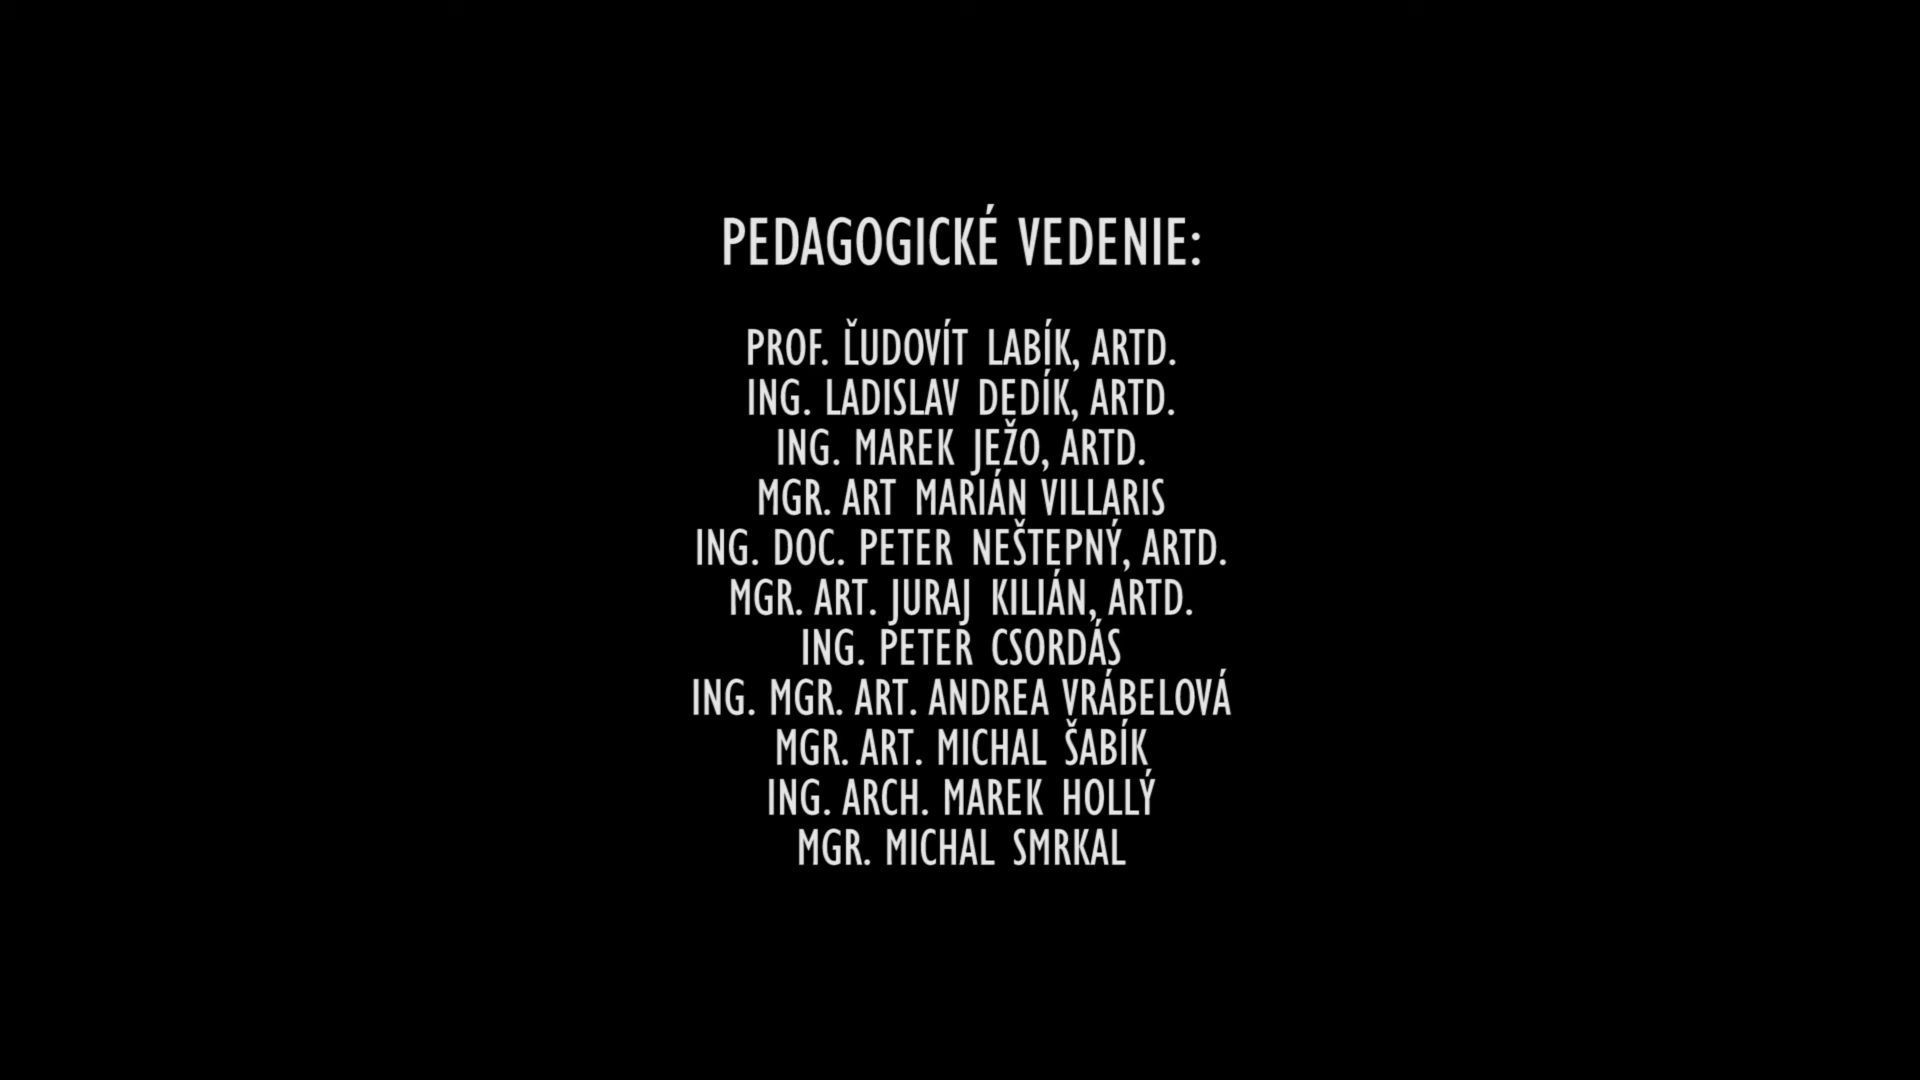 PEDAGOGICKÉ VEDENIE:
PROF. ĽUDOVÍT LABÍK, ARTD.
ING. LADISLAV DEDÍK, ARTD.
ING. MAREK JEŽO, ARTD.
MGR. ART MARIÁN VILLARIS
ING. DOC. PETER NEŠTEPNÝ, ARTD.
MGR. ART. JURAJ KILIÁN, ARTD.
ING. PETER CSORDÁS
ING. MGR. ART. ANDREA VRÁBELOVÁ
MGR. ART. MICHAL ŠABÍK
ING. ARCH. MAREK HOLLÝ
MGR. MICHAL SMRKAL